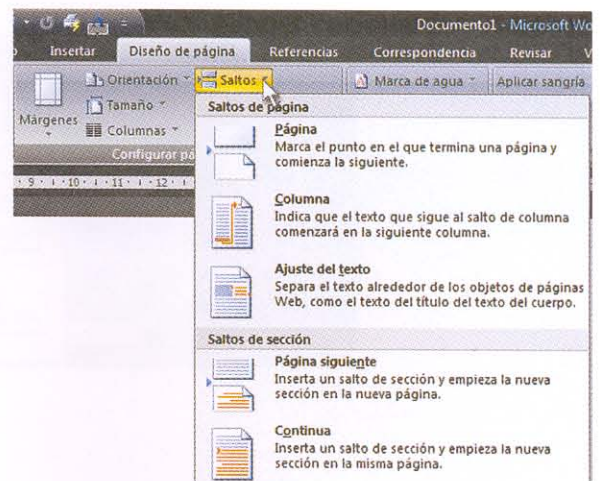 Documento1 - Microsoft Wo
Insertar Diseño de página Referencias Correspondencia Revisar V
Márgenes
Orientación
Tamaño
Columnas
Saltos
Marca de agua
Aplicar sangría
Configurar pá
· 9 · 10 · 11 · 12 ·
Saltos de página
Página
Marca el punto en el que termina una página y
comienza la siguiente.
Columna
Indica que el texto que sigue al salto de columna
comenzará en la siguiente columna.
Ajuste del texto
Separa el texto alrededor de los objetos de páginas
Web, como el texto del título del texto del cuerpo.
Saltos de sección
Página siguiente
Inserta un salto de sección y empieza la nueva
sección en la nueva página.
Continua
Inserta un salto de sección y empieza la nueva
sección en la misma página.